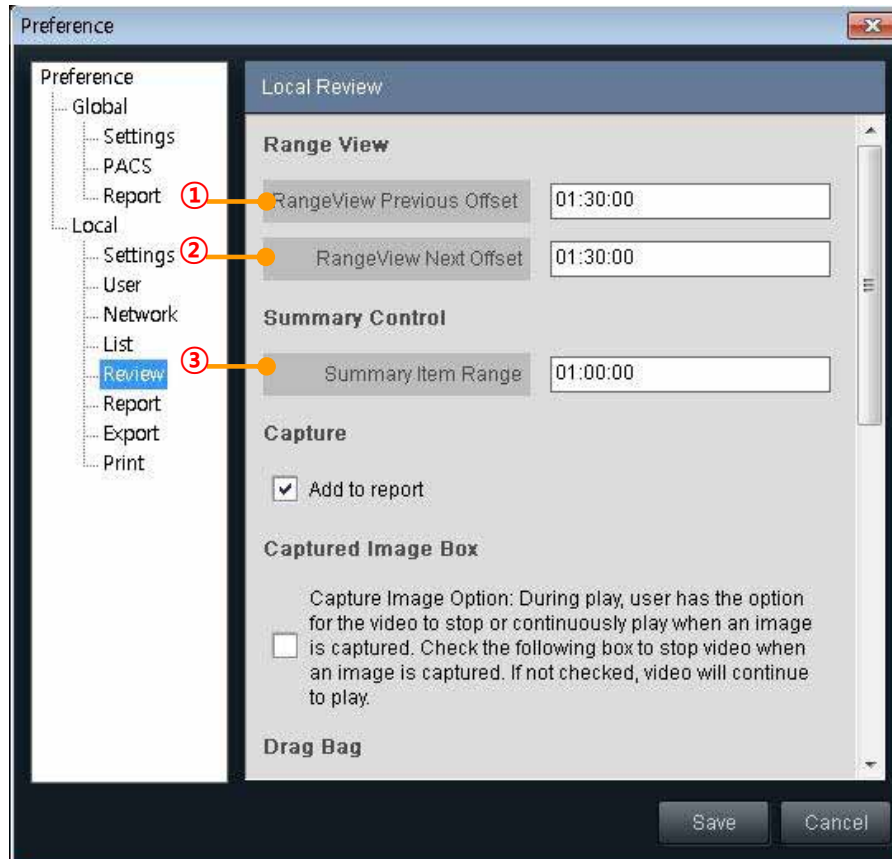 Preference
Preference
Global
Settings
PACS
Report
Local
Settings
User
Network
List
Review
Report
Export
Print
Local Review
Range View
① RangeView Previous Offset 01:30:00
② RangeView Next Offset 01:30:00
Summary Control
③ Summary Item Range 01:00:00
Capture
Add to report
Captured Image Box
Capture Image Option: During play, user has the option
for the video to stop or continuously play when an image
is captured. Check the following box to stop video when
an image is captured. If not checked, video will continue
to play.
Drag Bag
Save Cancel